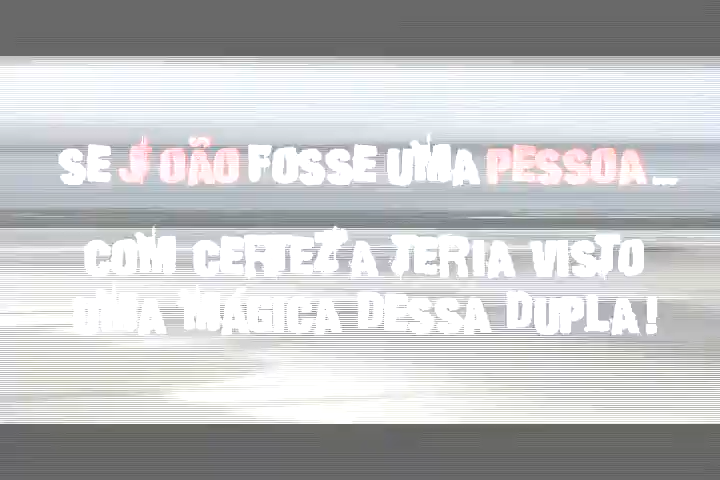 SE JOÃO FOSSE UMA PESSOA...
COM CERTEZA TERIA VISTO
UMA MÁGICA DESSA DUPLA!